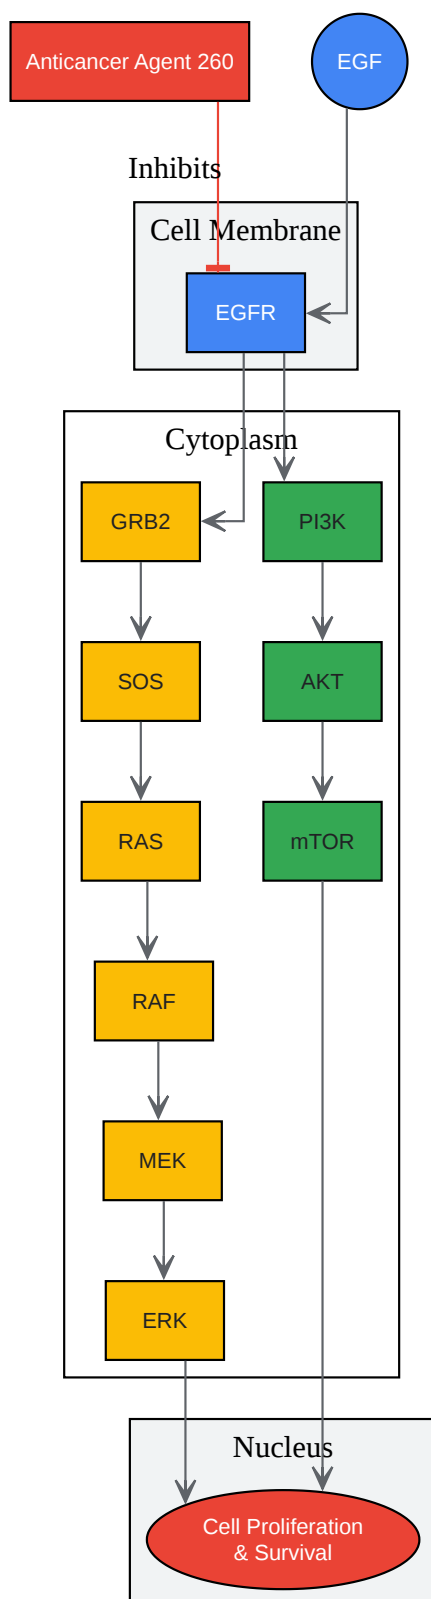 Anticancer Agent 260
EGF
Inhibits
Cell Membrane
EGFR
Cytoplasm
GRB2
PI3K
SOS
AKT
RAS
mTOR
RAF
MEK
ERK
Nucleus
Cell Proliferation
& Survival